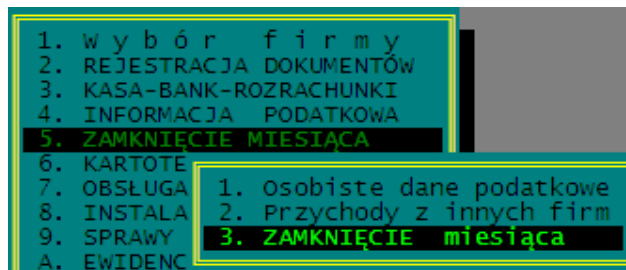 1. W y b ó r f i r m y
2. REJESTRACJA DOKUMENTÓW
3. KASA-BANK-ROZRACHUNKI
4. INFORMACJA PODATKOWA
5. ZAMKNIĘCIE MIESIĄCA
6. KARTOTE
7. OBSŁUGA
8. INSTALA
9. SPRAWY
A. EWIDENC
1. Osobiste dane podatkowe
2. Przychody z innych firm
3. ZAMKNIĘCIE miesiąca